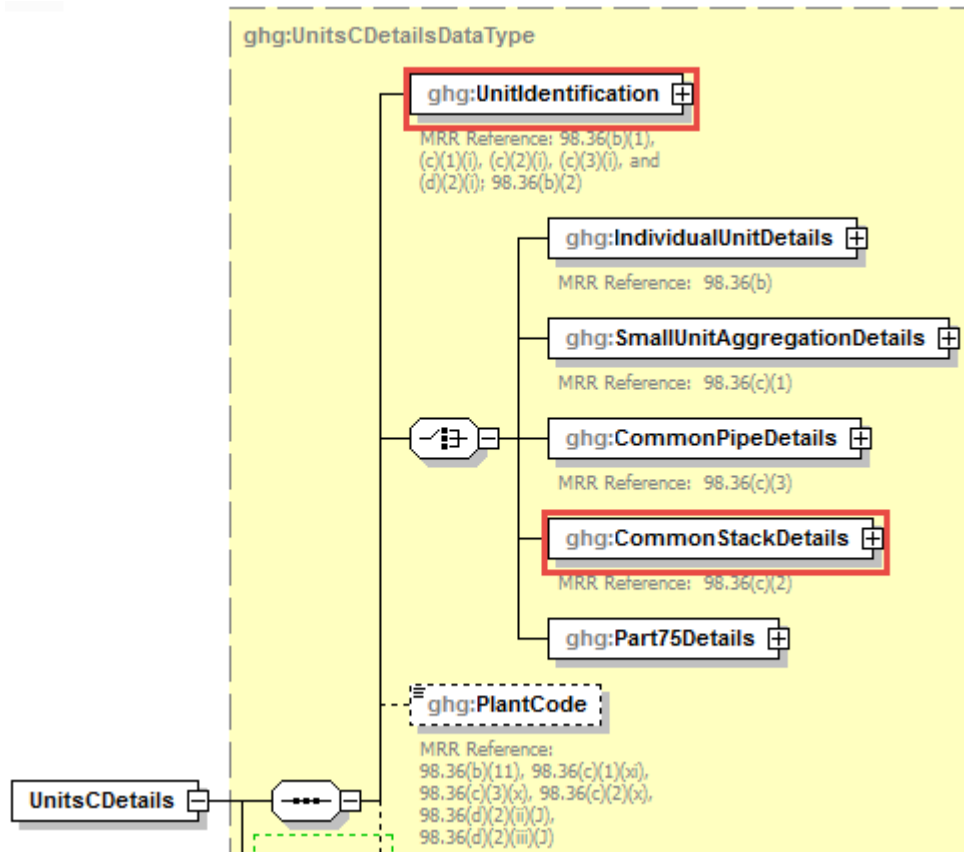 ghg:UnitsCDetailsDataType
ghg:UnitIdentification
MRR Reference: 98.36(b)(1),
(c)(1)(i), (c)(2)(i), (c)(3)(i), and
(d)(2)(i); 98.36(b)(2)
ghg:IndividualUnitDetails
MRR Reference: 98.36(b)
ghg:SmallUnitAggregationDetails
MRR Reference: 98.36(c)(1)
ghg:CommonPipeDetails
MRR Reference: 98.36(c)(3)
ghg:CommonStackDetails
MRR Reference: 98.36(c)(2)
ghg:Part75Details
ghg:PlantCode
MRR Reference:
98.36(b)(11), 98.36(c)(1)(xi),
98.36(c)(3)(x), 98.36(c)(2)(x),
98.36(d)(2)(ii)(J),
98.36(d)(2)(iii)(J)
UnitsCDetails